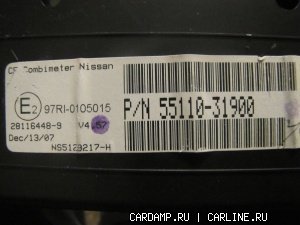 CF Combimeter Nissan
E2 97RI-0105015
P/N 55110-31900
28116448-9 V4.57
Dec/13/07
NS5129217-H
CARDAMP.RU | CARLINE.RU